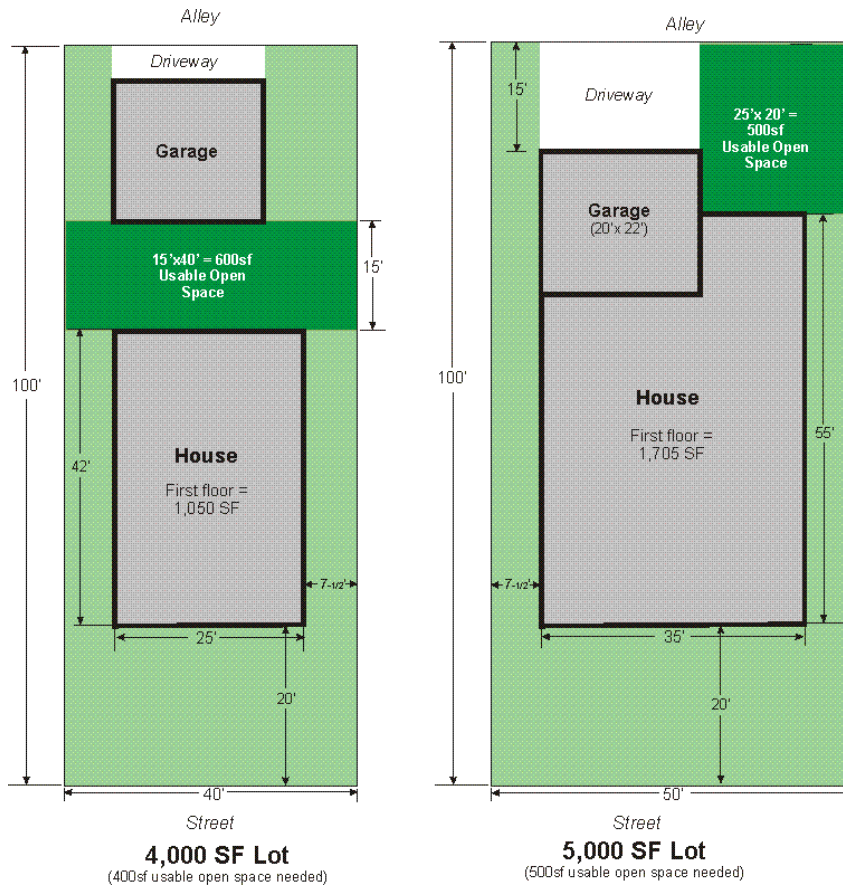 Alley
Driveway
Garage
15'x40' = 600sf
Usable Open
Space
15'
100'
42'
House
First floor =
1,050 SF
7-1/2'
25'
20'
40'
Street
4,000 SF Lot
(400sf usable open space needed)
Alley
15'
Driveway
25'x 20' =
500sf
Usable Open
Space
Garage
(20'x 22')
100'
House
First floor =
1,705 SF
55'
7-1/2'
35'
20'
50'
Street
5,000 SF Lot
(500sf usable open space needed)